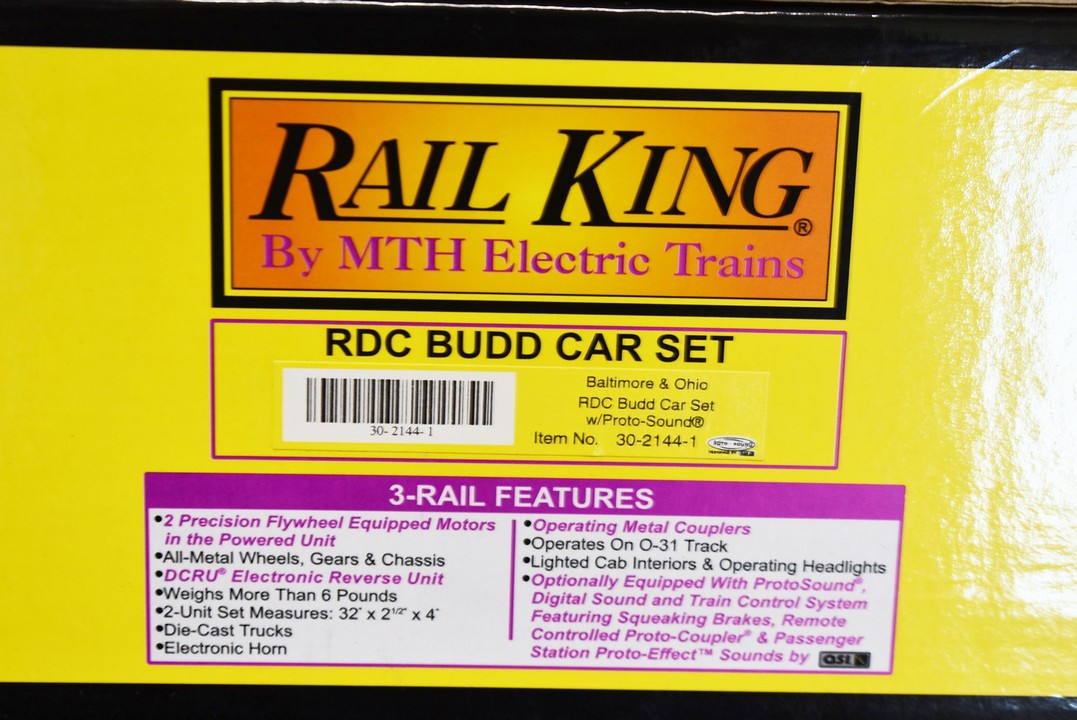 RAIL KING®
By MTH Electric Trains
RDC BUDD CAR SET
30-2144-1
Baltimore & Ohio
RDC Budd Car Set
w/Proto-Sound®
Item No. 30-2144-1
3-RAIL FEATURES
•2 Precision Flywheel Equipped Motors
in the Powered Unit
•All-Metal Wheels, Gears & Chassis
•DCRU® Electronic Reverse Unit
•Weighs More Than 6 Pounds
•2-Unit Set Measures: 32" x 2 1/2" x 4"
•Die-Cast Trucks
•Electronic Horn
•Operating Metal Couplers
•Operates On O-31 Track
•Lighted Cab Interiors & Operating Headlights
•Optionally Equipped With ProtoSound®,
Digital Sound and Train Control System
Featuring Squeaking Brakes, Remote
Controlled Proto-Coupler® & Passenger
Station Proto-Effect™ Sounds by QSI